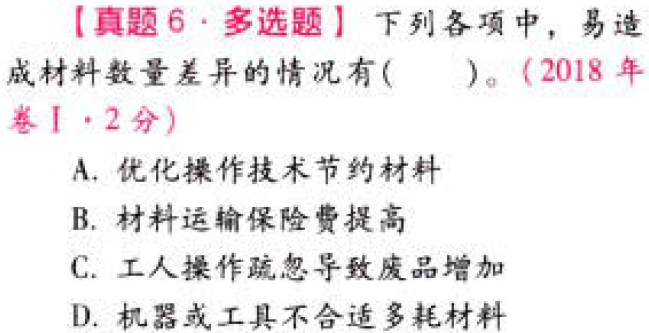 【真题6·多选题】 下列各项中，易造
成材料数量差异的情况有(　　)。(2018 年
卷Ⅰ·2分)
A. 优化操作技术节约材料
B. 材料运输保险费提高
C. 工人操作疏忽导致废品增加
D. 机器或工具不合适多耗材料